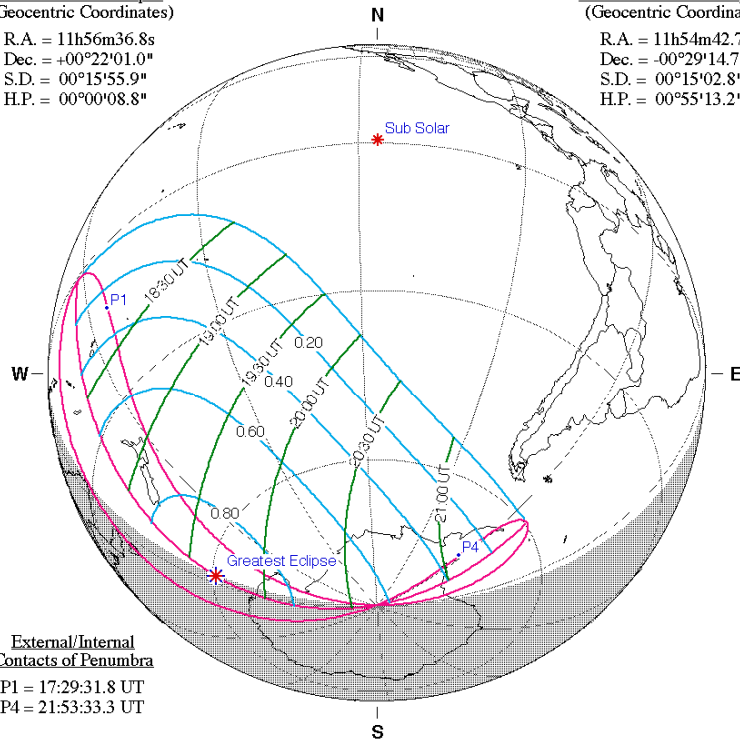 Geocentric Coordinates)
R.A. = 11h56m36.8s
Dec. = +00°22'01.0"
S.D. = 00°15'55.9"
H.P. = 00°00'08.8"
N
(Geocentric Coordina
R.A. = 11h54m42.7
Dec. = -00°29'14.7
S.D. = 00°15'02.8"
H.P. = 00°55'13.2"
Sub Solar
P1
18:30 UT
19:00 UT
19:30 UT
20:00 UT
20:30 UT
21:00 UT
0.20
0.40
0.60
0.80
W
E
P4
Greatest Eclipse
External/Internal
Contacts of Penumbra
P1 = 17:29:31.8 UT
P4 = 21:53:33.3 UT
S